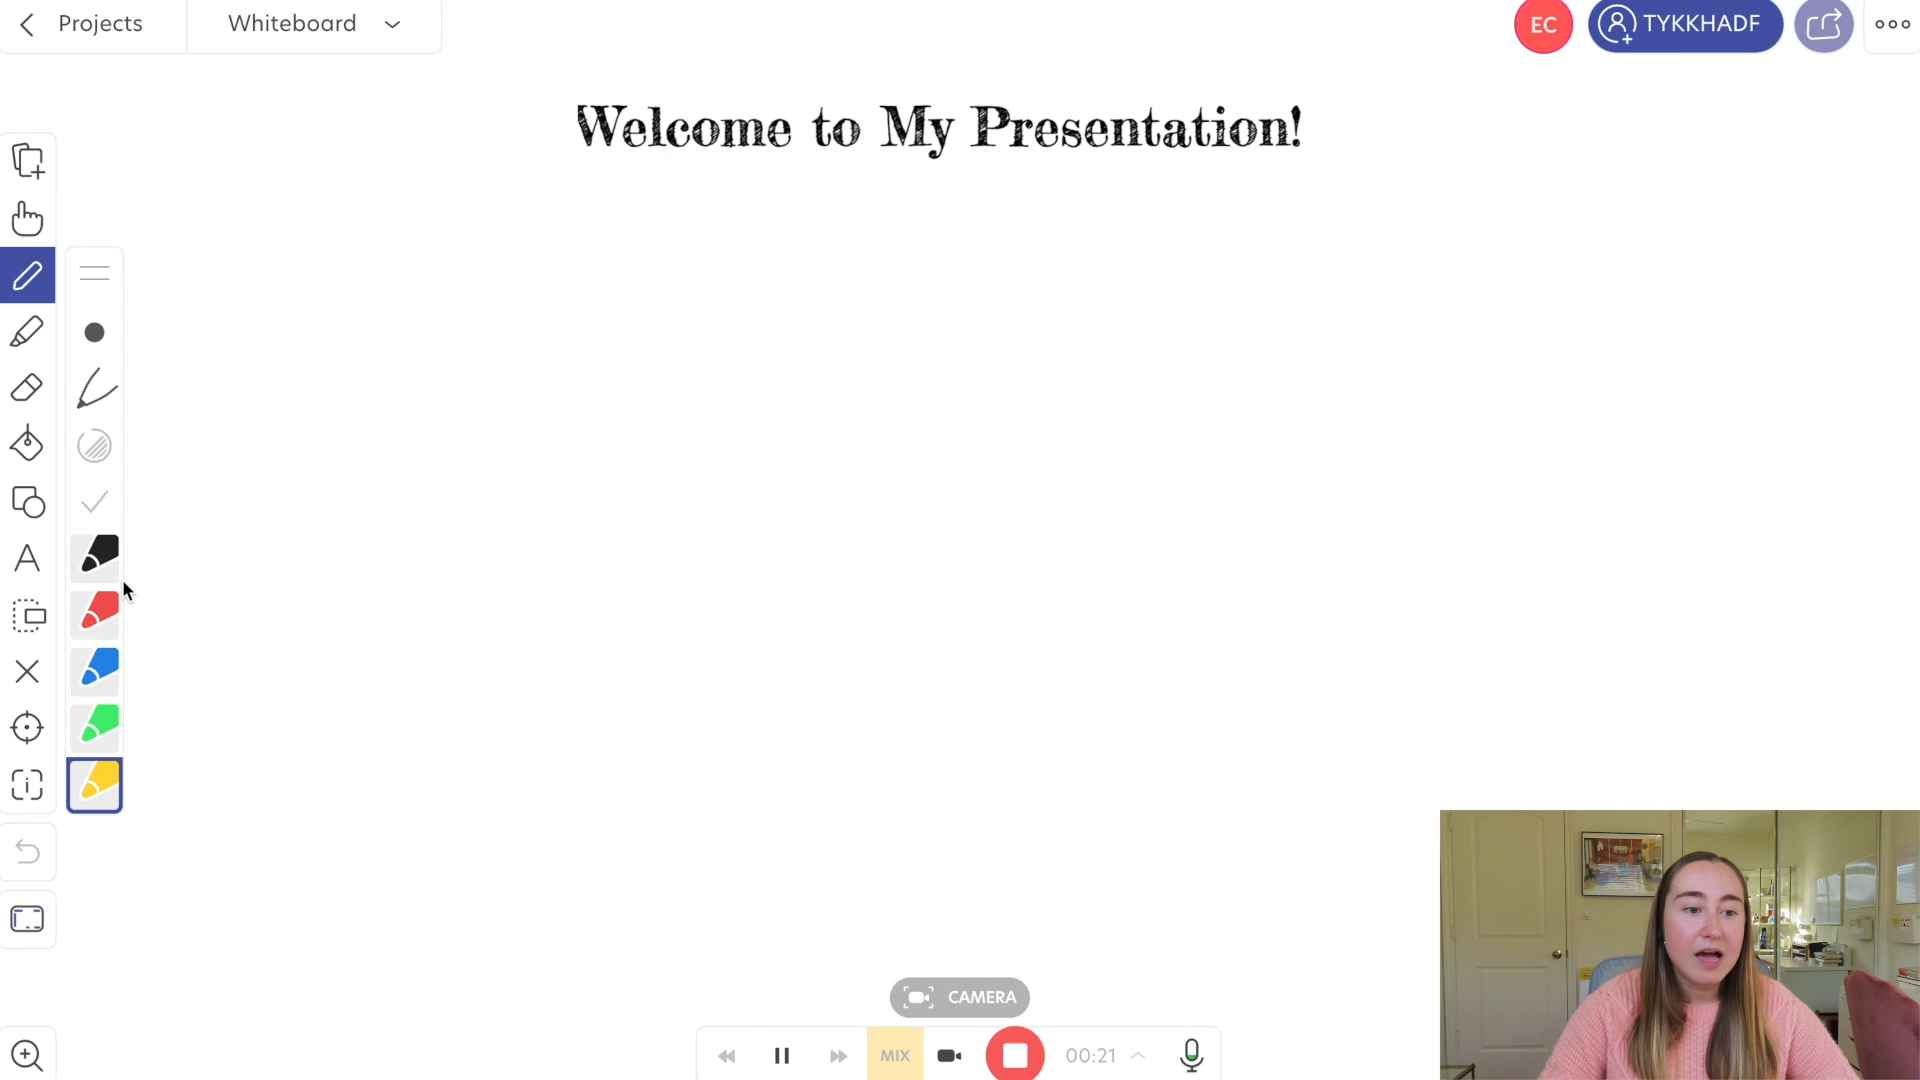 Projects
Whiteboard
EC
TYKKHADF
Welcome to My Presentation!
CAMERA
MIX
00:21